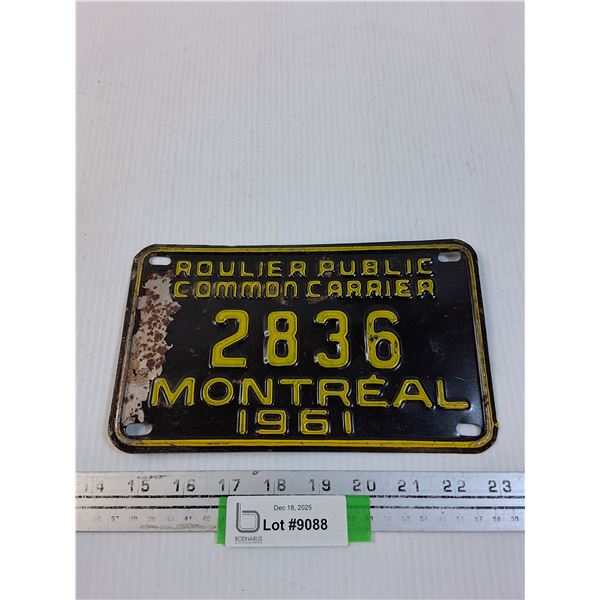 ROULIER PUBLIC
COMMON CARRIER
2836
MONTRÉAL
1961
14 15 16 17 18 19 20 21 22 23
Dec 18, 2025
Lot #9088
b
BODNARUS